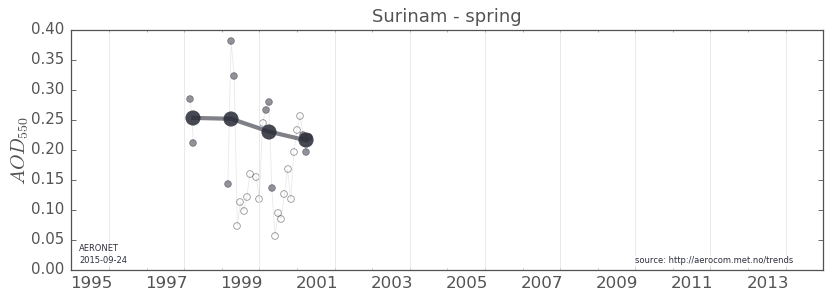 Surinam - spring
0.40
0.35
0.30
0.25
0.20
0.15
0.10
0.05
0.00
AOD550
AERONET
2015-09-24
source: http://aerocom.met.no/trends
1995 1997 1999 2001 2003 2005 2007 2009 2011 2013